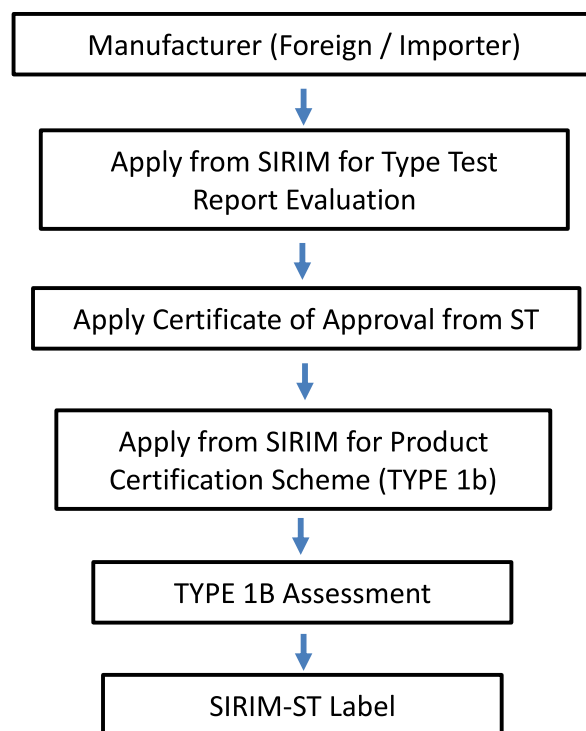 Manufacturer (Foreign / Importer)
Apply from SIRIM for Type Test
Report Evaluation
Apply Certificate of Approval from ST
Apply from SIRIM for Product
Certification Scheme (TYPE 1b)
TYPE 1B Assessment
SIRIM-ST Label